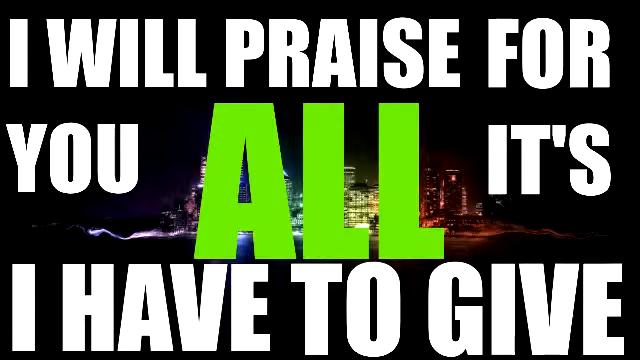 I WILL PRAISE FOR
YOU ALL IT'S
I HAVE TO GIVE